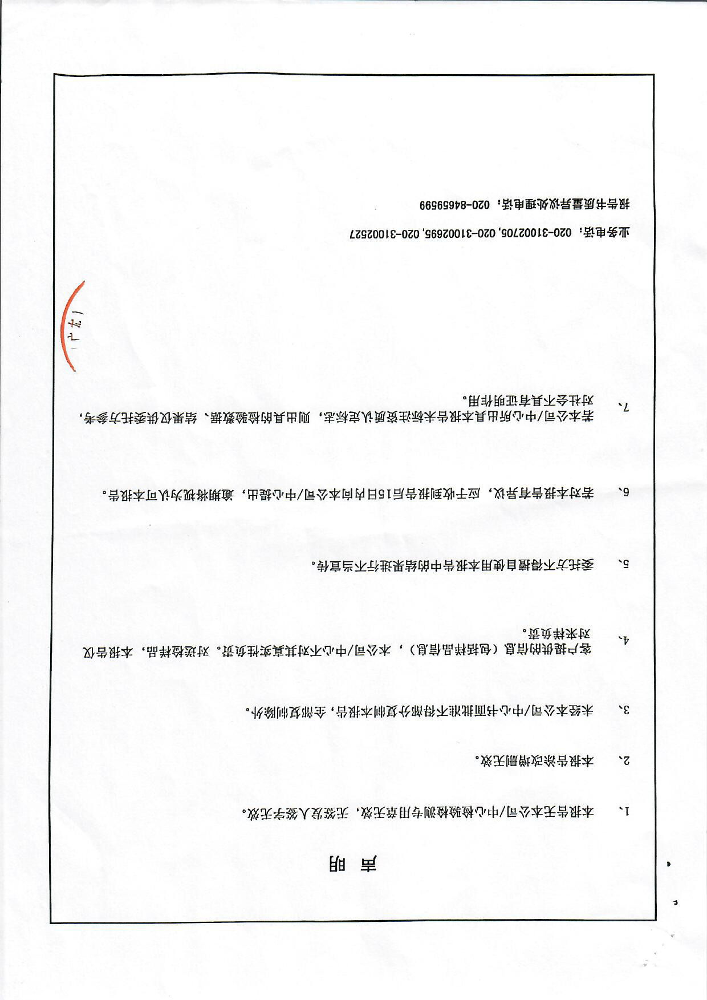 声 明
1、 本报告无本公司/中心检验检测专用章无效，无签发人签字无效。
2、 本报告涂改增删无效。
3、 未经本公司/中心书面批准不得部分复制本报告，全部复制除外。
4、 客户提供的信息（包括样品信息），本公司/中心不对其真实性负责。对送检样品，本报告仅
对来样负责。
5、 委托方不得擅自使用本报告中的结果进行不当宣传。
6、 若对本报告有异议，应于收到报告后15日内向本公司/中心提出，逾期将视为认可本报告。
7、 若本公司/中心所出具本报告未标注资质认定标志，则出具的检验数据、结果仅供委托方参考，
对社会不具有证明作用。
业务电话：020-31002705, 020-31002695, 020-31002527
报告书质量异议处理电话：020-84659599